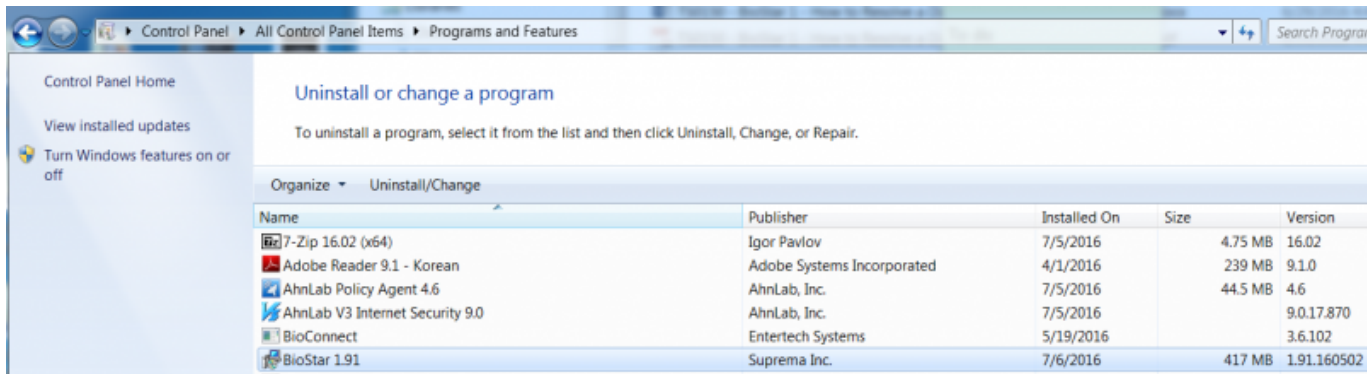 Control Panel ▸ All Control Panel Items ▸ Programs and Features
Search Progra
Control Panel Home
View installed updates
Turn Windows features on or
off
Uninstall or change a program
To uninstall a program, select it from the list and then click Uninstall, Change, or Repair.
Organize Uninstall/Change
Name Publisher Installed On Size Version
7-Zip 16.02 (x64) Igor Pavlov 7/5/2016 4.75 MB 16.02
Adobe Reader 9.1 - Korean Adobe Systems Incorporated 4/1/2016 239 MB 9.1.0
AhnLab Policy Agent 4.6 AhnLab, Inc. 7/5/2016 44.5 MB 4.6
AhnLab V3 Internet Security 9.0 AhnLab, Inc. 7/5/2016 9.0.17.870
BioConnect Entertech Systems 5/19/2016 3.6.102
BioStar 1.91 Suprema Inc. 7/6/2016 417 MB 1.91.160502